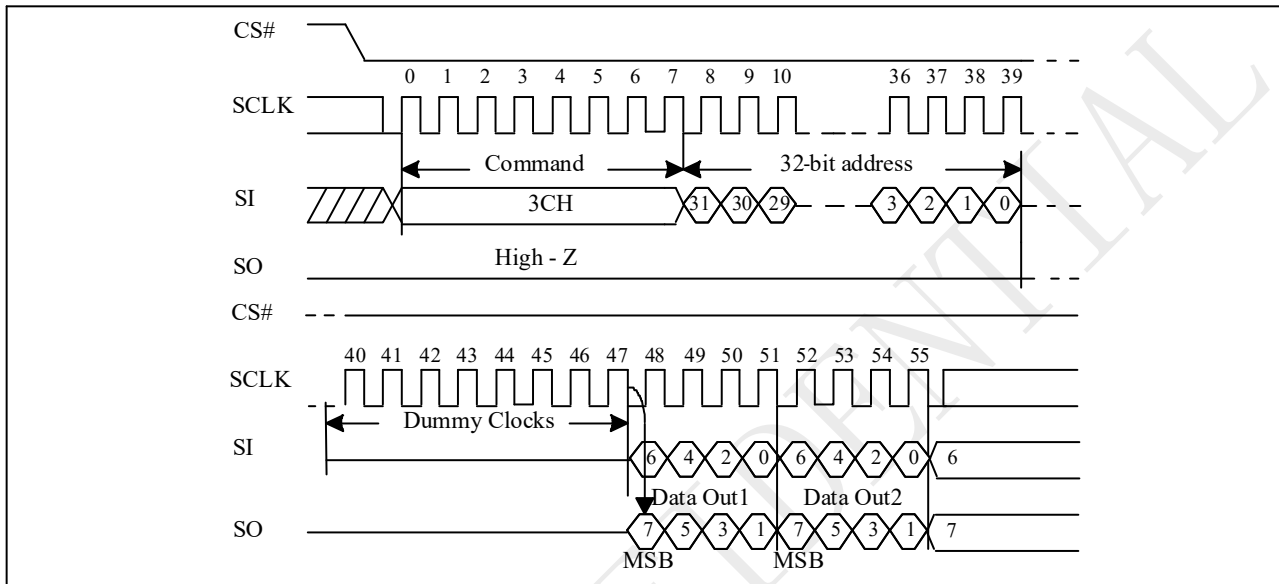 CS#
0 1 2 3 4 5 6 7 8 9 10 36 37 38 39
SCLK
Command 32-bit address
SI 3CH 31 30 29 3 2 1 0
High - Z
SO
CS#
40 41 42 43 44 45 46 47 48 49 50 51 52 53 54 55
SCLK
Dummy Clocks
SI 6 4 2 0 6 4 2 0 6
Data Out1 Data Out2
SO 7 5 3 1 7 5 3 1 7
MSB MSB
IDENTIAL